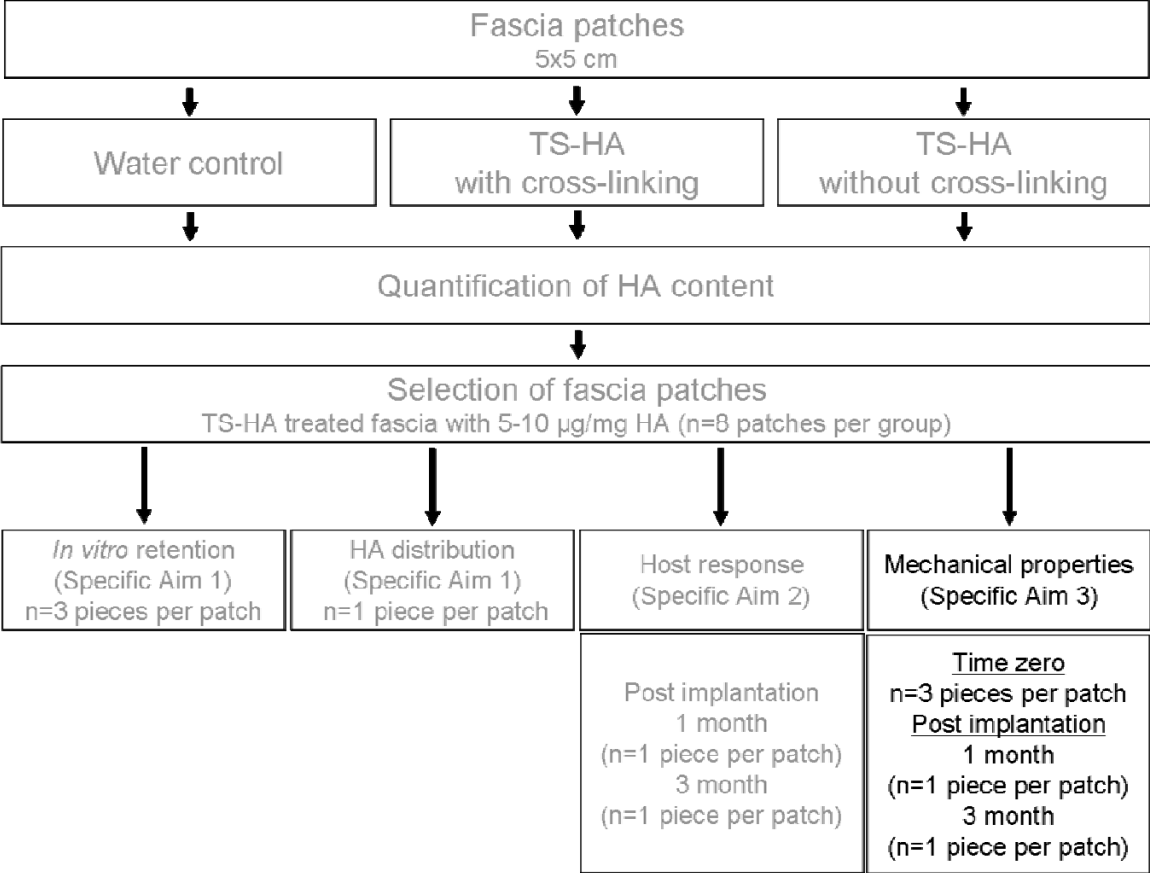 Fascia patches
5x5 cm
Water control
TS-HA
with cross-linking
TS-HA
without cross-linking
Quantification of HA content
Selection of fascia patches
TS-HA treated fascia with 5-10 µg/mg HA (n=8 patches per group)
In vitro retention
(Specific Aim 1)
n=3 pieces per patch
HA distribution
(Specific Aim 1)
n=1 piece per patch
Host response
(Specific Aim 2)
Mechanical properties
(Specific Aim 3)
Post implantation
1 month
(n=1 piece per patch)
3 month
(n=1 piece per patch)
Time zero
n=3 pieces per patch
Post implantation
1 month
(n=1 piece per patch)
3 month
(n=1 piece per patch)